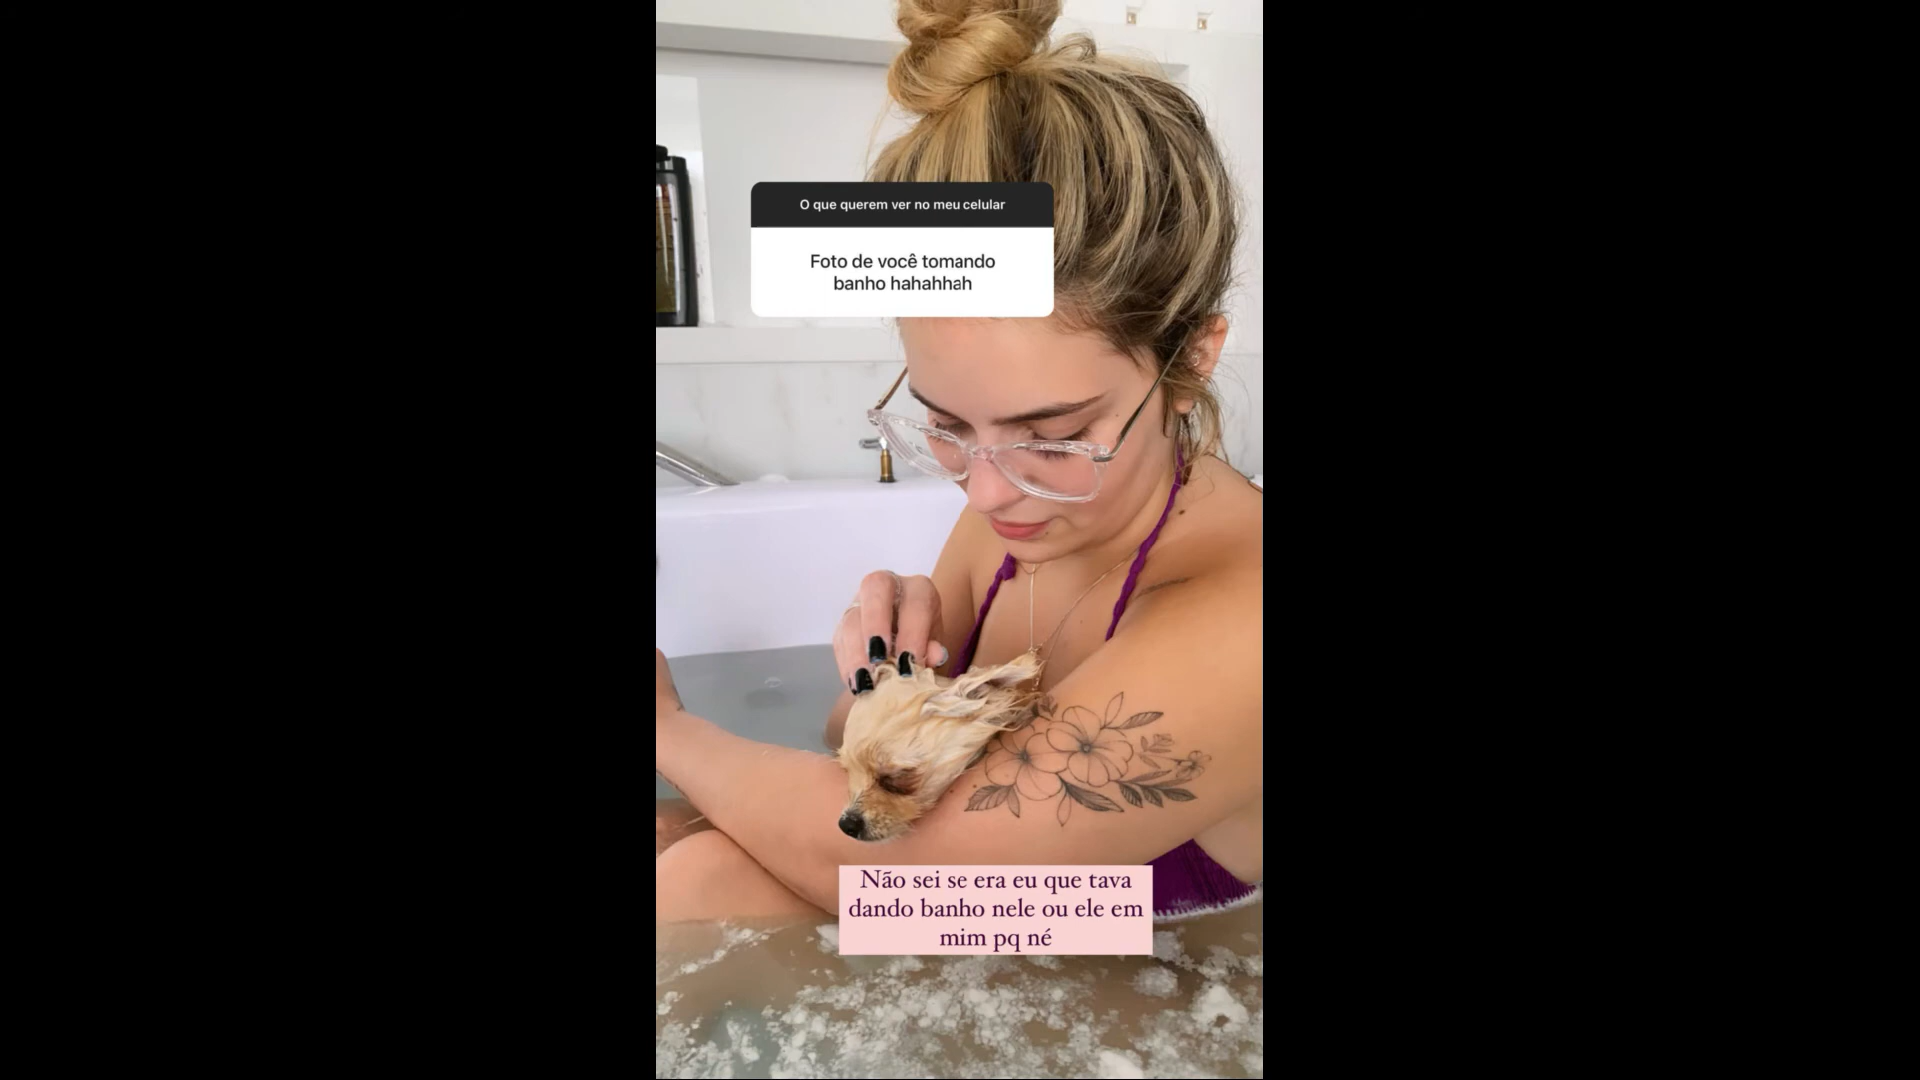 O que querem ver no meu celular
Foto de você tomando
banho hahahhah
Não sei se era eu que tava
dando banho nele ou ele em
mim pq né